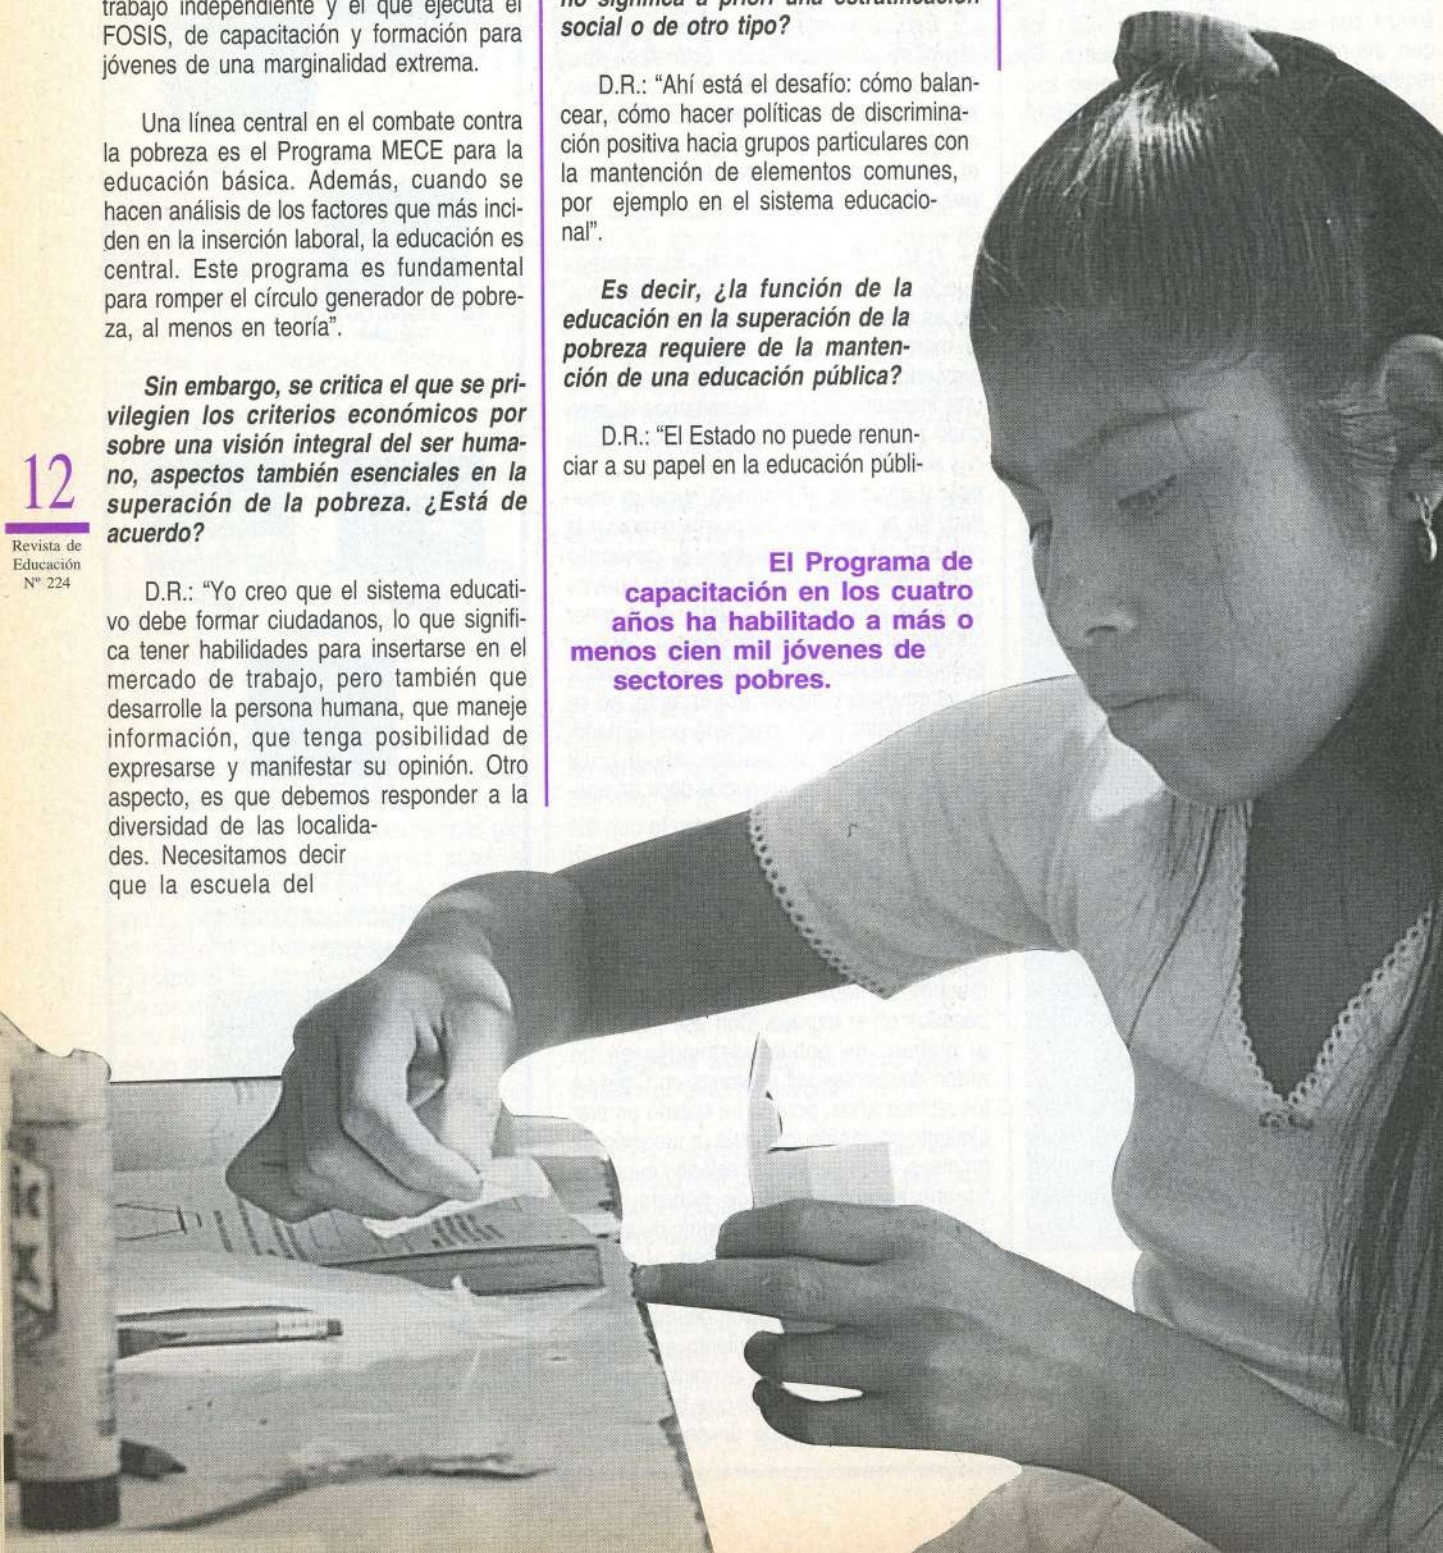 trabajo independiente y el que ejecuta el
FOSIS, de capacitación y formación para
jóvenes de una marginalidad extrema.
Una línea central en el combate contra
la pobreza es el Programa MECE para la
educación básica. Además, cuando se
hacen análisis de los factores que más inci-
den en la inserción laboral, la educación es
central. Este programa es fundamental
para romper el círculo generador de pobre-
za, al menos en teoría”.
Sin embargo, se critica el que se pri-
vilegien los criterios económicos por
sobre una visión integral del ser huma-
no, aspectos también esenciales en la
superación de la pobreza. ¿Está de
acuerdo?
D.R.: “Yo creo que el sistema educati-
vo debe formar ciudadanos, lo que signifi-
ca tener habilidades para insertarse en el
mercado de trabajo, pero también que
desarrolle la persona humana, que maneje
información, que tenga posibilidad de
expresarse y manifestar su opinión. Otro
aspecto, es que debemos responder a la
diversidad de las localida-
des. Necesitamos decir
que la escuela del
no significa a priori una estratificación
social o de otro tipo?
D.R.: “Ahí está el desafío: cómo balan-
cear, cómo hacer políticas de discrimina-
ción positiva hacia grupos particulares con
la mantención de elementos comunes,
por ejemplo en el sistema educacio-
nal”.
Es decir, ¿la función de la
educación en la superación de la
pobreza requiere de la manten-
ción de una educación pública?
D.R.: “El Estado no puede renun-
ciar a su papel en la educación públi-
El Programa de
capacitación en los cuatro
años ha habilitado a más o
menos cien mil jóvenes de
sectores pobres.
12
Revista de
Educación
Nº 224